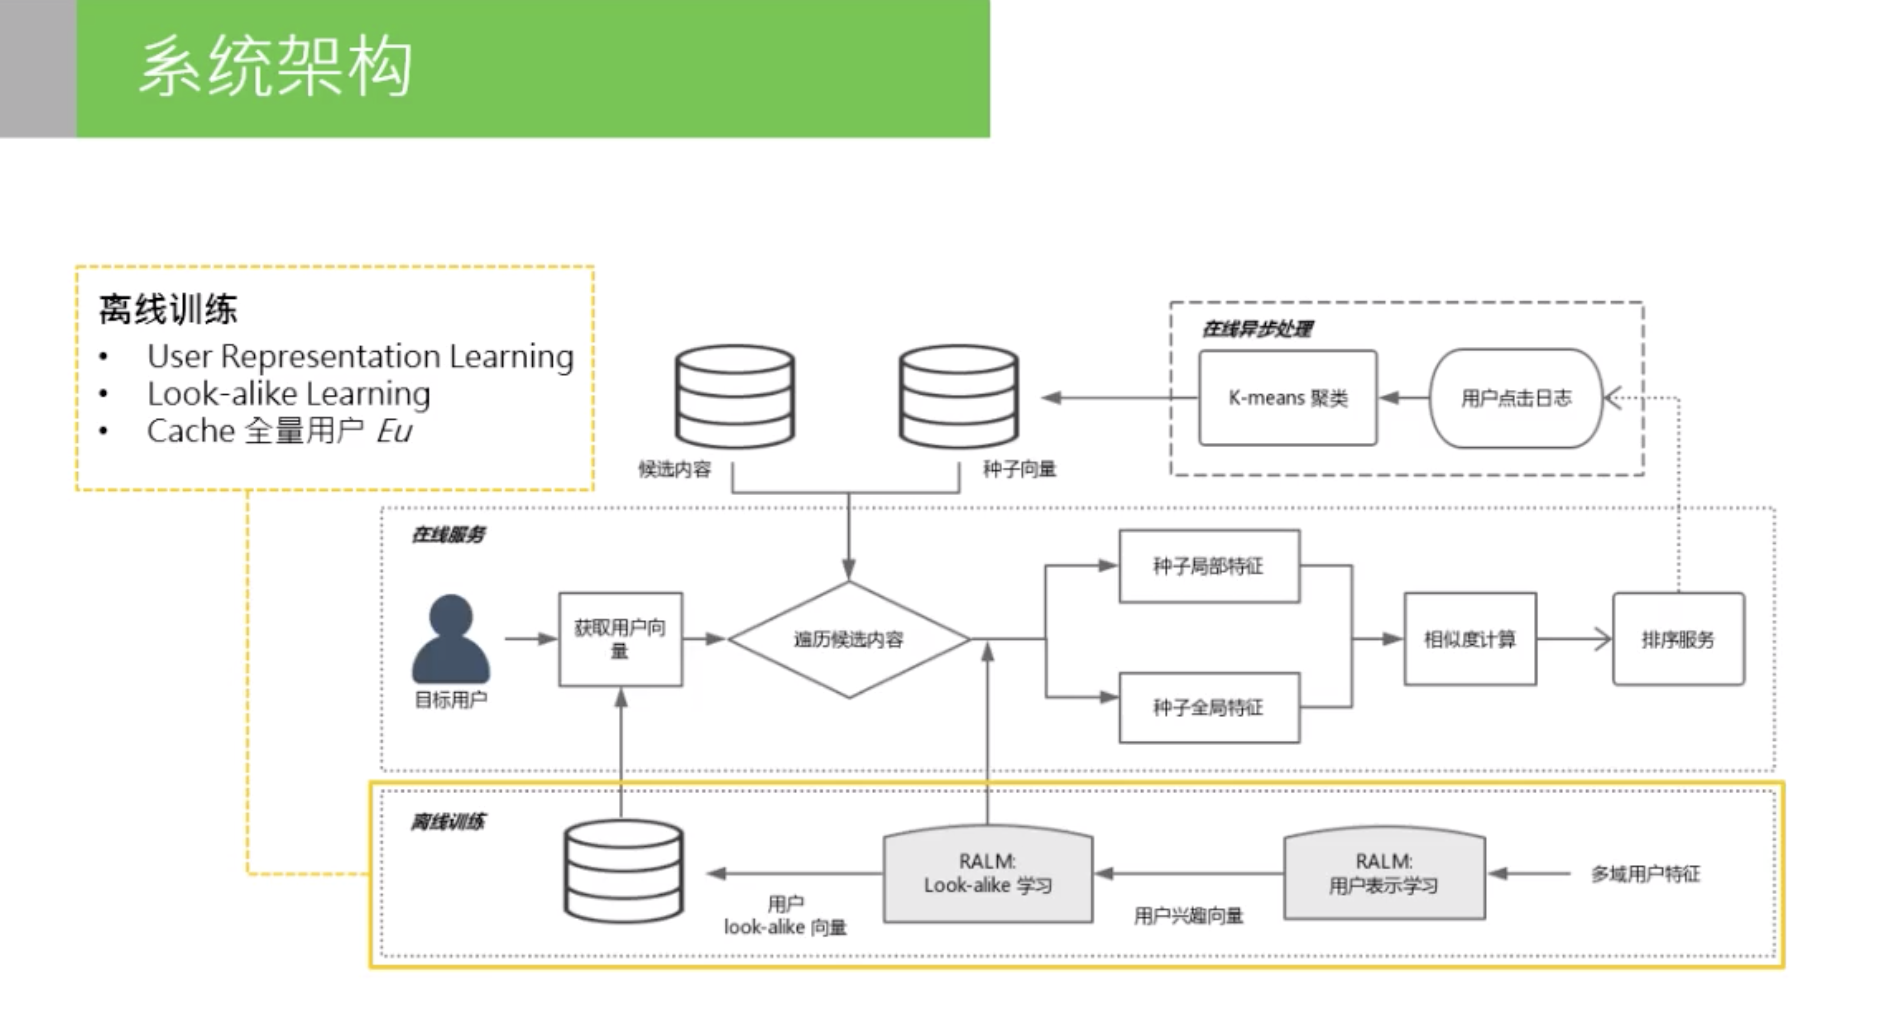 系统架构
离线训练
• User Representation Learning
• Look-alike Learning
• Cache 全量用户 Eu
在线异步处理
K-means 聚类
用户点击日志
候选内容
种子向量
在线服务
目标用户
获取用户向
量
遍历候选内容
种子局部特征
种子全局特征
相似度计算
排序服务
离线训练
用户
look-alike 向量
RALM:
Look-alike 学习
用户兴趣向量
RALM:
用户表示学习
多域用户特征